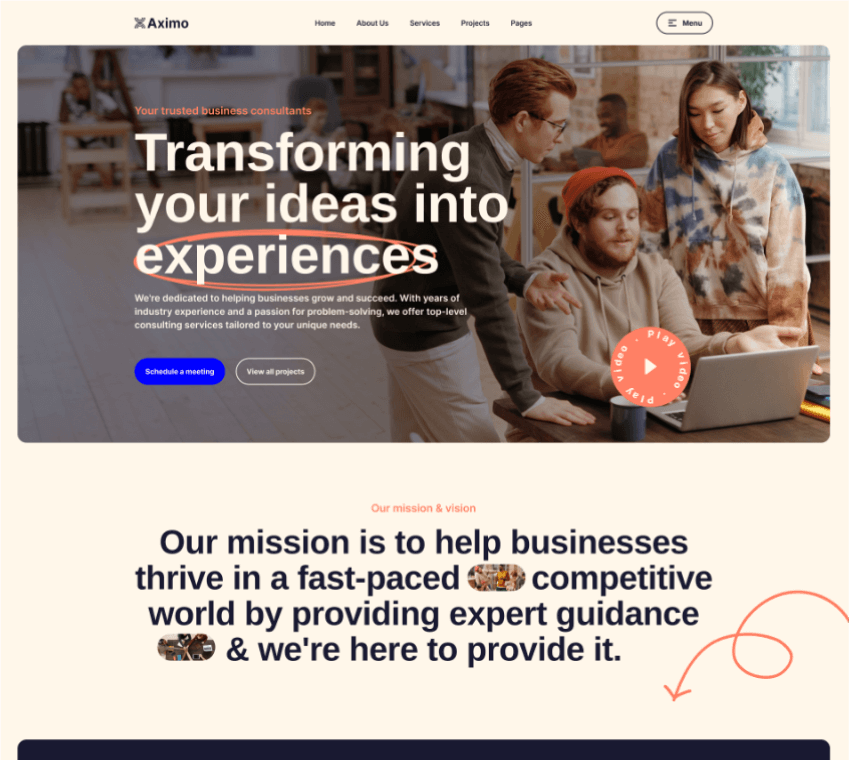 Aximo
Home About Us Services Projects Pages
Menu
Your trusted business consultants
Transforming
your ideas into
experiences
We're dedicated to helping businesses grow and succeed. With years of
industry experience and a passion for problem-solving, we offer top-level
consulting services tailored to your unique needs.
Schedule a meeting View all projects
Play video . Play video .
Our mission & vision
Our mission is to help businesses
thrive in a fast-paced competitive
world by providing expert guidance
& we're here to provide it.